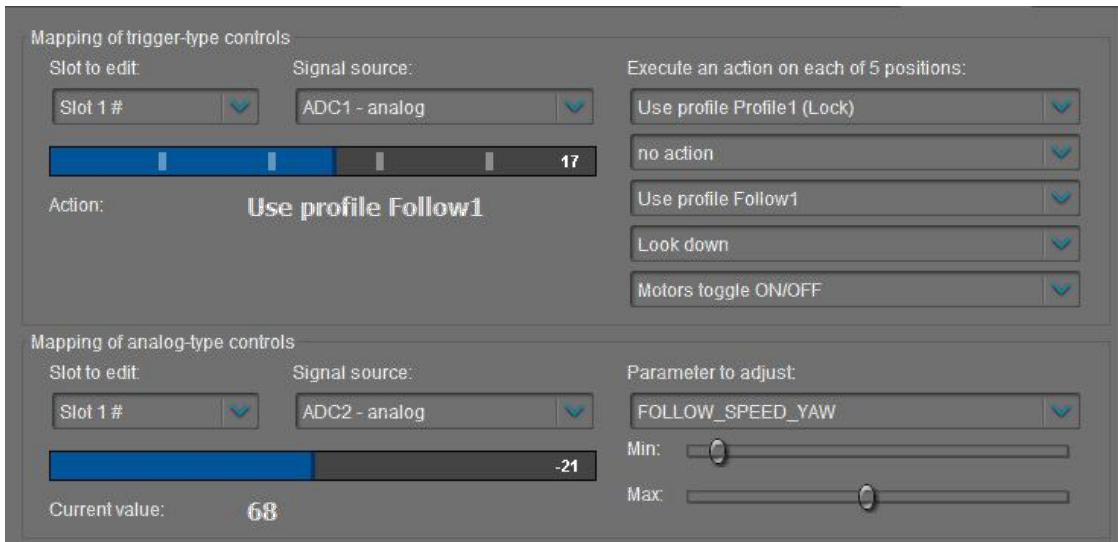 Mapping of trigger-type controls
Slot to edit:
Signal source:
Execute an action on each of 5 positions:
Slot 1 #
ADC1 - analog
Use profile Profile1 (Lock)
17
no action
Action:
Use profile Follow1
Use profile Follow1
Look down
Motors toggle ON/OFF
Mapping of analog-type controls
Slot to edit:
Signal source:
Parameter to adjust:
Slot 1 #
ADC2 - analog
FOLLOW_SPEED_YAW
-21
Min:
Max:
Current value:
68